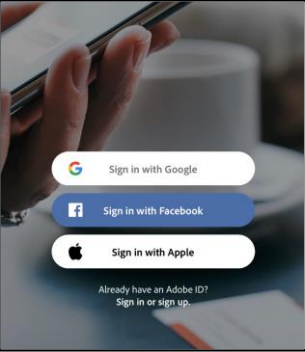 Sign in with Google
Sign in with Facebook
Sign in with Apple
Already have an Adobe ID?
Sign in or sign up.